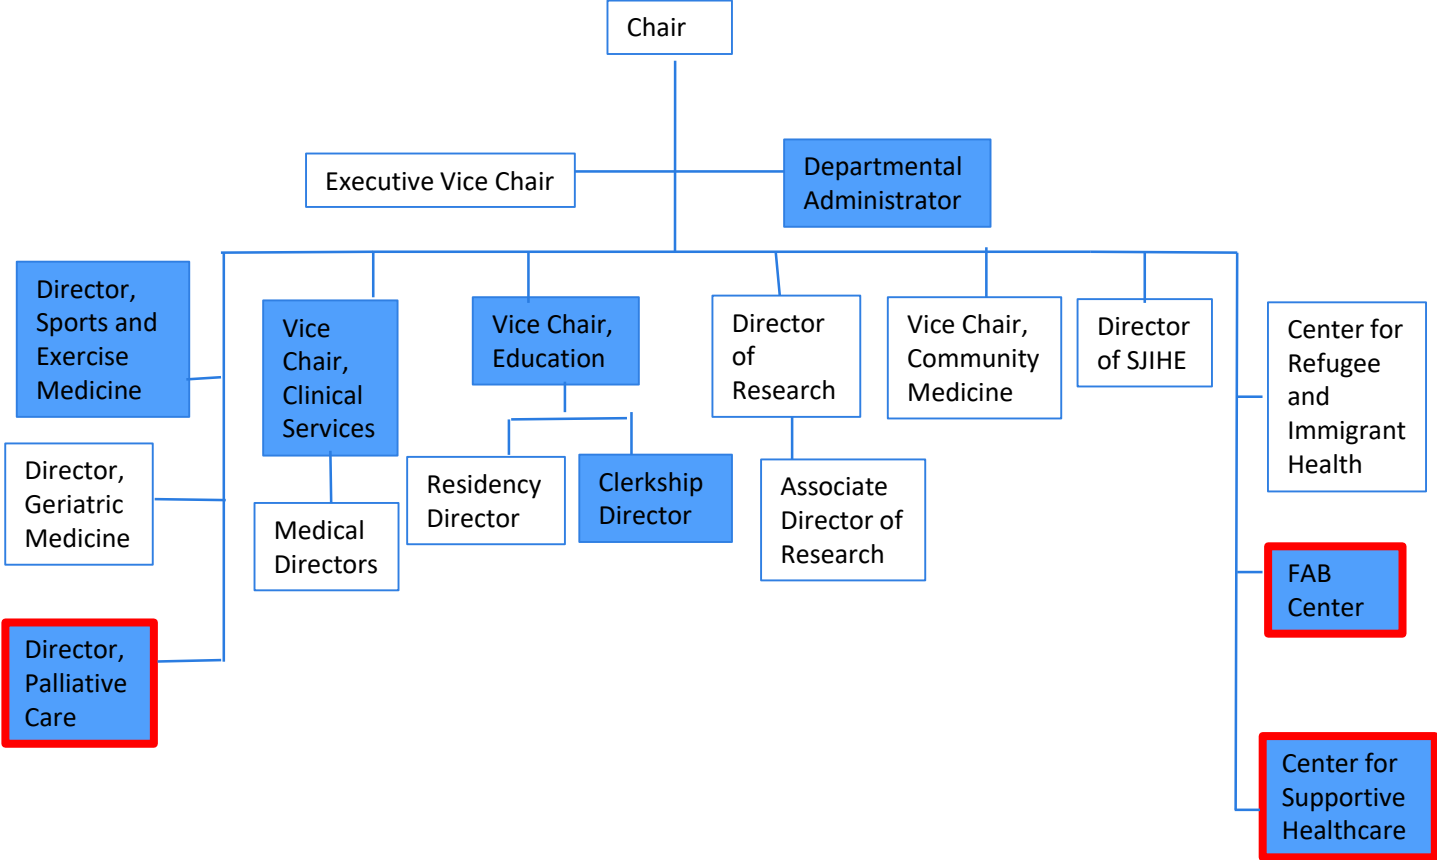 Chair
Executive Vice Chair
Departmental
Administrator
Director,
Sports and
Exercise
Medicine
Director,
Geriatric
Medicine
Director,
Palliative
Care
Vice
Chair,
Clinical
Services
Medical
Directors
Vice Chair,
Education
Residency
Director
Clerkship
Director
Director
of
Research
Associate
Director of
Research
Vice Chair,
Community
Medicine
Director
of SJIHE
Center for
Refugee
and
Immigrant
Health
FAB
Center
Center for
Supportive
Healthcare